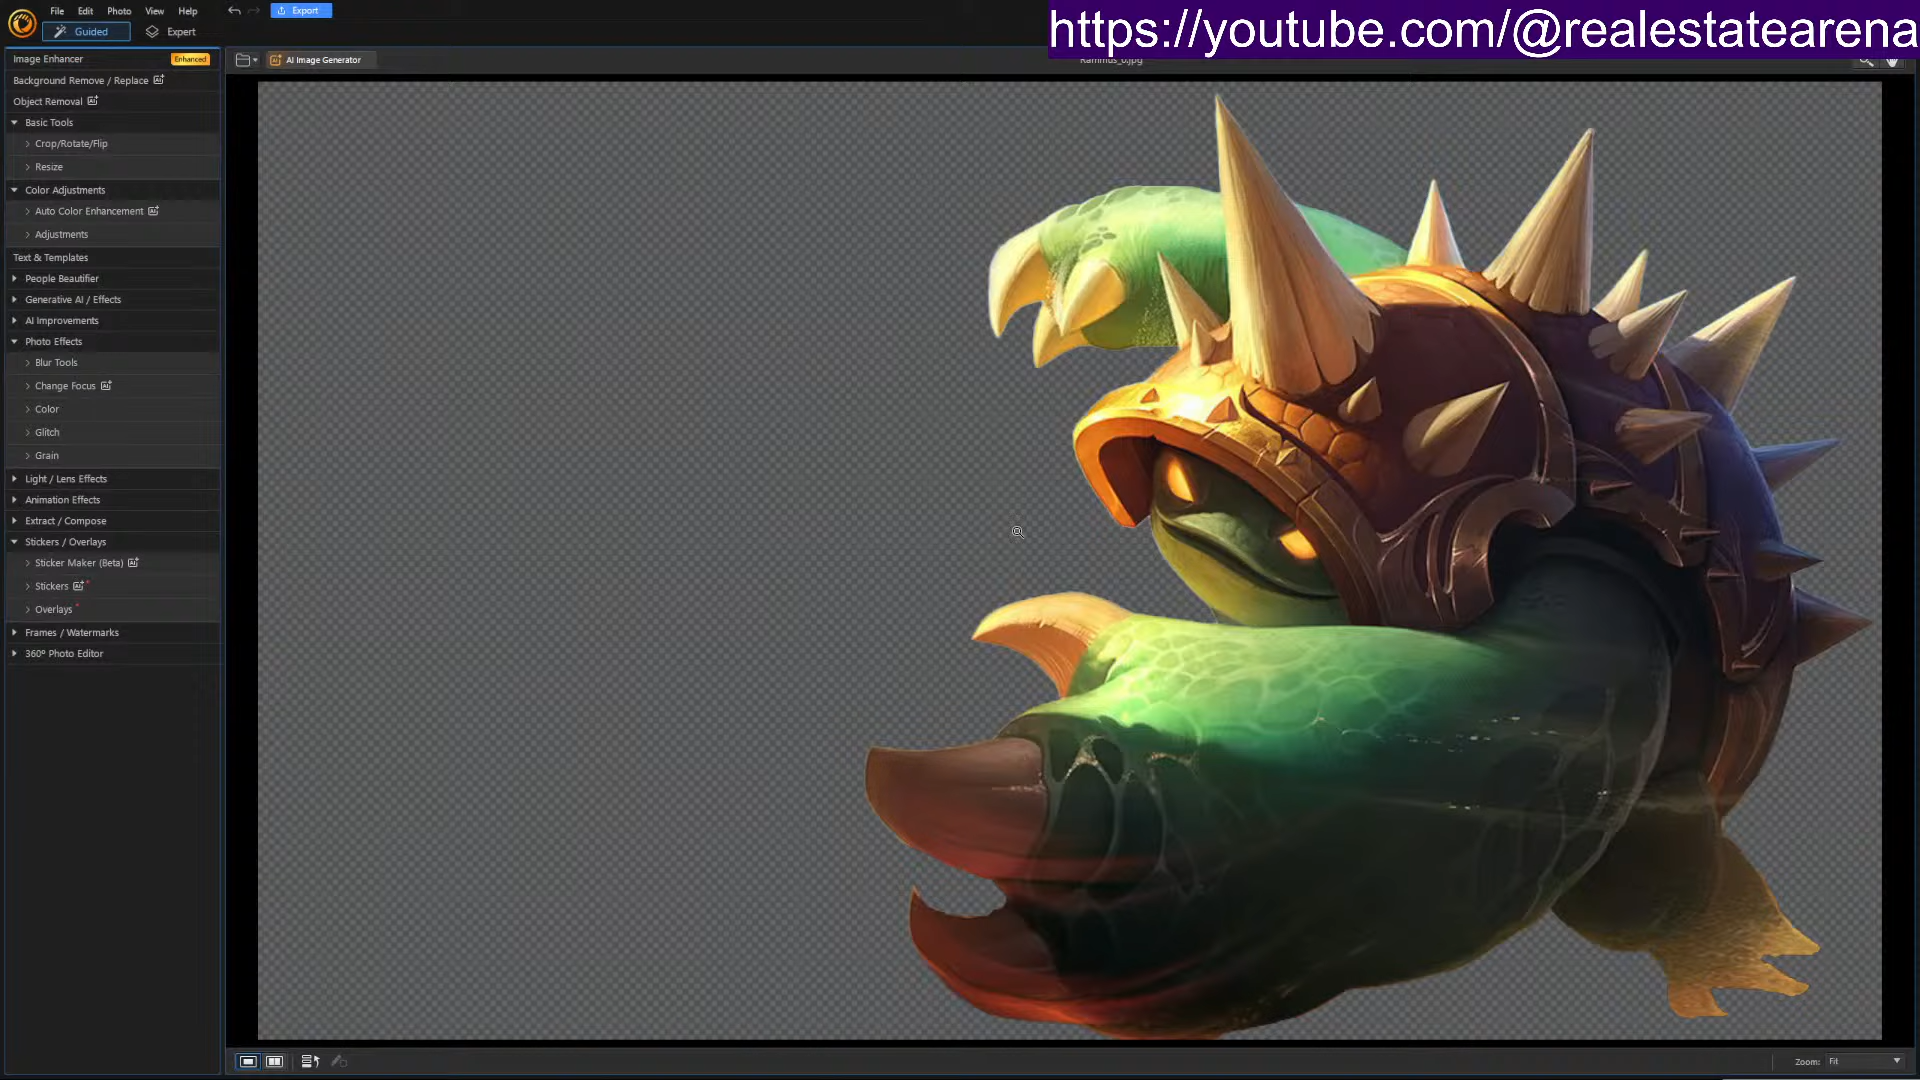 File Edit Photo View Help
Export
https://youtube.com/@realestatearena
Guided
Expert
Image Enhancer
Enhanced
AI Image Generator
Rammus_0.jpg
Background Remove / Replace
Object Removal
Basic Tools
Crop/Rotate/Flip
Resize
Color Adjustments
Auto Color Enhancement
Adjustments
Text & Templates
People Beautifier
Generative AI / Effects
AI Improvements
Photo Effects
Blur Tools
Change Focus
Color
Glitch
Grain
Light / Lens Effects
Animation Effects
Extract / Compose
Stickers / Overlays
Sticker Maker (Beta)
Stickers
Overlays
Frames / Watermarks
360º Photo Editor
Zoom: Fit